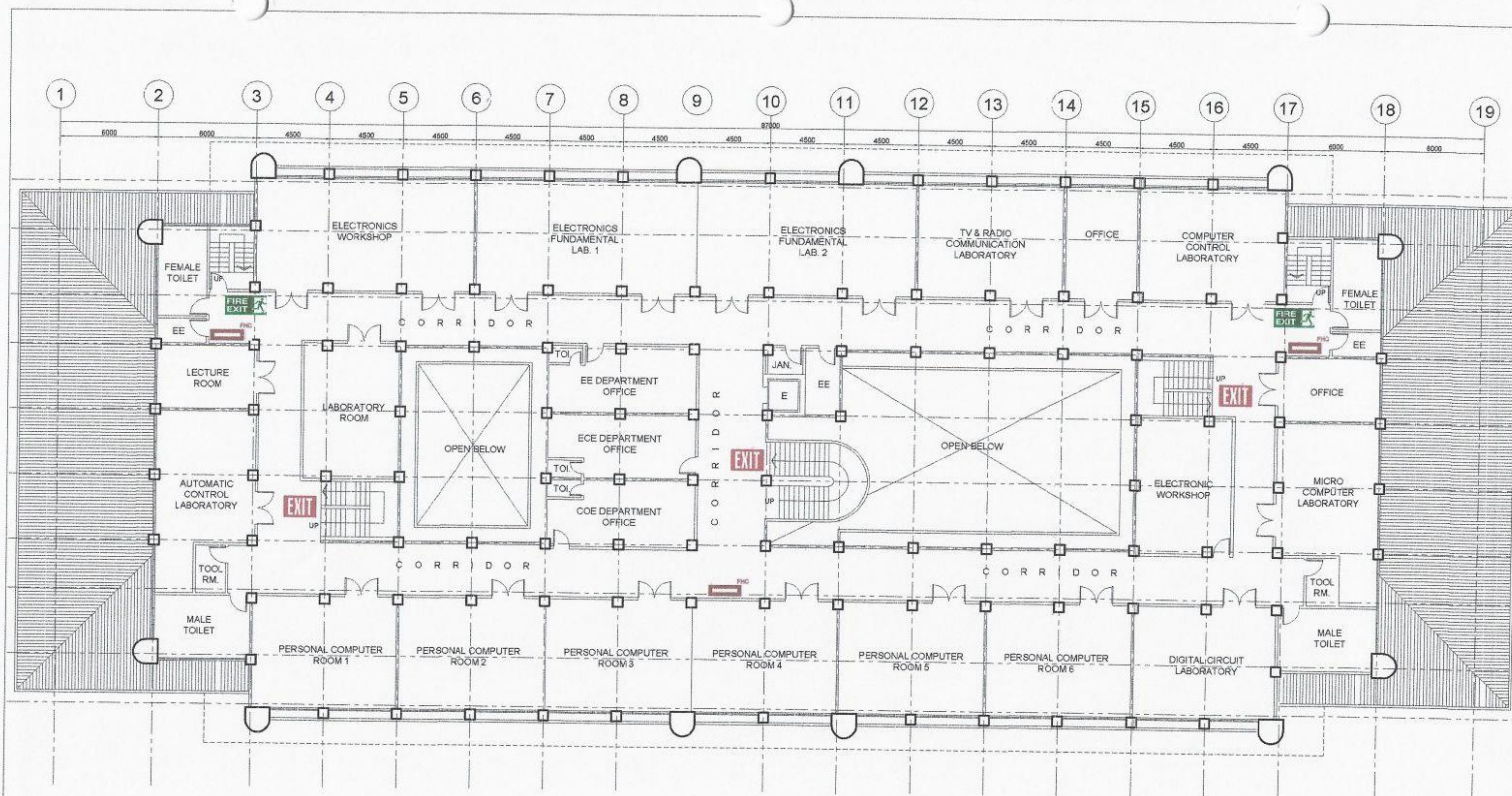 1 2 3 4 5 6 7 8 9 10 11 12 13 14 15 16 17 18 19
87000
6000 6000 4500 4500 4500 4500 4500 4500 4500 4500 4500 4500 4500 4500 4500 4500 6000 6000
ELECTRONICS
WORKSHOP
ELECTRONICS
FUNDAMENTAL
LAB. 1
ELECTRONICS
FUNDAMENTAL
LAB. 2
TV & RADIO
COMMUNICATION
LABORATORY
OFFICE
COMPUTER
CONTROL
LABORATORY
FEMALE
TOILET
UP
FIRE
EXIT
EE
FHC
CORRIDOR
CORRIDOR
UP
FEMALE
TOILET
FIRE
EXIT
FHC
EE
LECTURE
ROOM
LABORATORY
ROOM
OPEN BELOW
TOI.
EE DEPARTMENT
OFFICE
ECE DEPARTMENT
OFFICE
TOI.
TOI.
COE DEPARTMENT
OFFICE
CORRIDOR
JAN.
E
EE
EXIT
UP
OPEN BELOW
UP
EXIT
OFFICE
AUTOMATIC
CONTROL
LABORATORY
EXIT
UP
ELECTRONIC
WORKSHOP
MICRO
COMPUTER
LABORATORY
TOOL
RM.
CORRIDOR
FHC
CORRIDOR
TOOL
RM.
MALE
TOILET
PERSONAL COMPUTER
ROOM 1
PERSONAL COMPUTER
ROOM 2
PERSONAL COMPUTER
ROOM 3
PERSONAL COMPUTER
ROOM 4
PERSONAL COMPUTER
ROOM 5
PERSONAL COMPUTER
ROOM 6
DIGITAL CIRCUIT
LABORATORY
MALE
TOILET